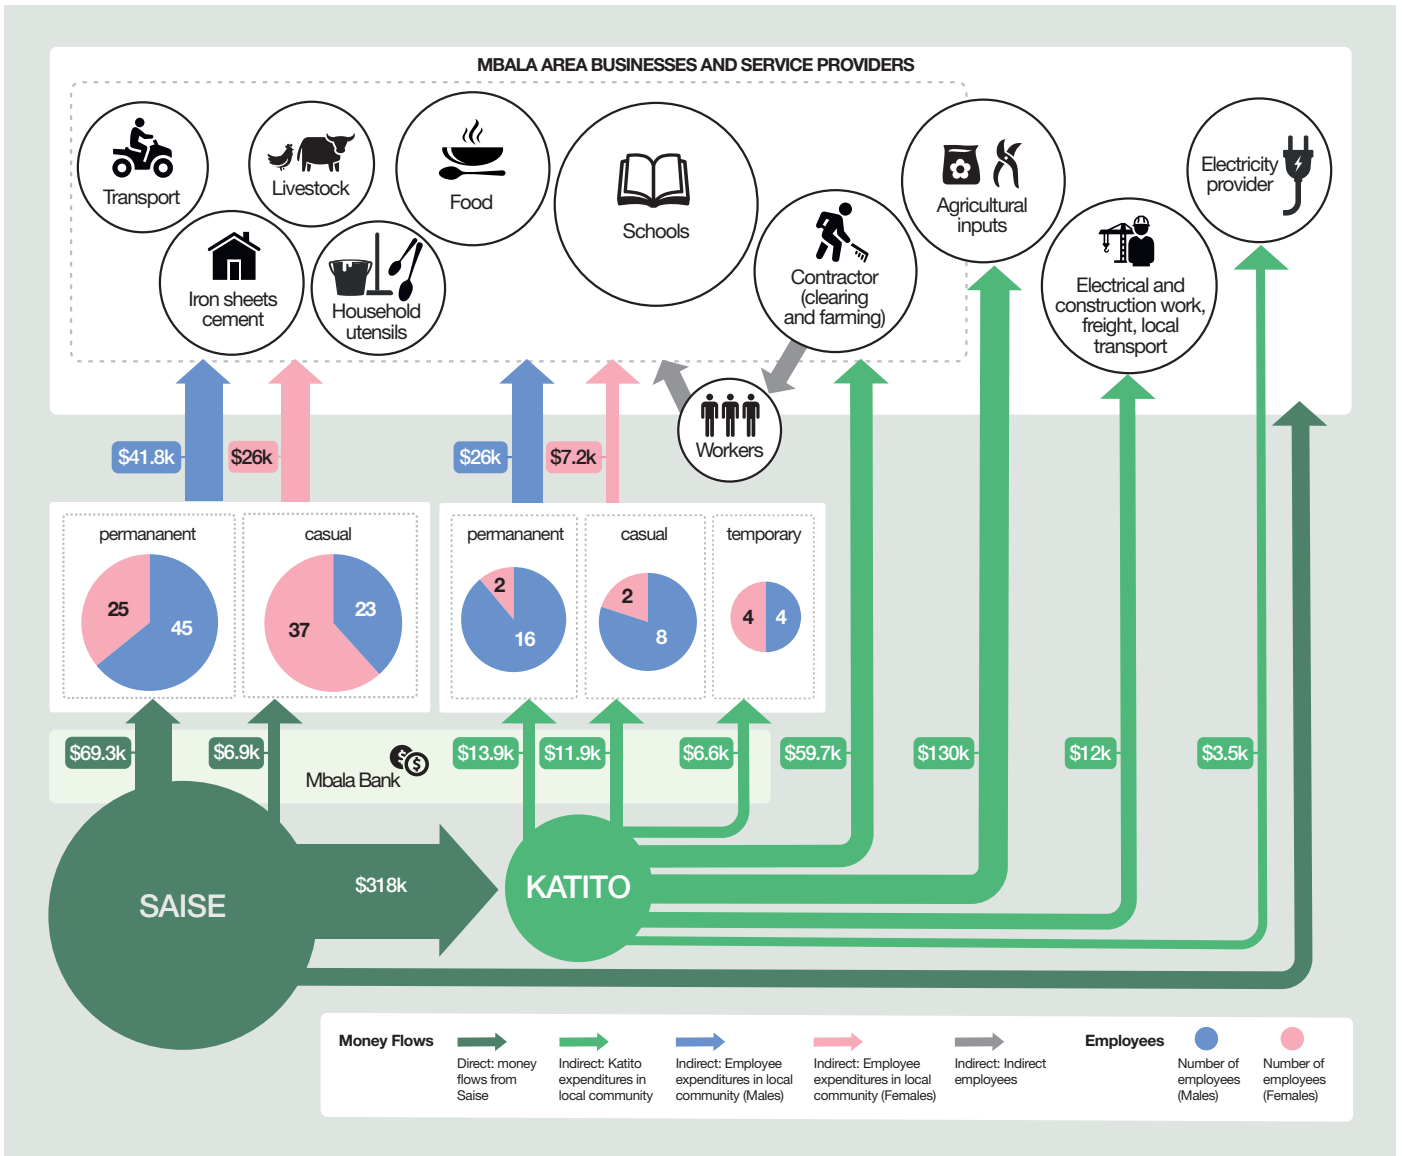 MBALA AREA BUSINESSES AND SERVICE PROVIDERS
Transport
Livestock
Food
Schools
Iron sheets
cement
Household
utensils
Contractor
(clearing
and farming)
Agricultural
inputs
Electricity
provider
Electrical and
construction work,
freight, local
transport
Workers
$41.8k
$26k
$26k
$7.2k
permananent
casual
permananent
casual
temporary
25
45
23
37
2
16
2
8
4
4
$69.3k
$6.9k
Mbala Bank
$ $
$13.9k
$11.9k
$6.6k
$59.7k
$130k
$12k
$3.5k
SAISE
$318k
KATITO
Money Flows
Direct: money
flows from
Saise
Indirect: Katito
expenditures in
local community
Indirect: Employee
expenditures in local
community (Males)
Indirect: Employee
expenditures in local
community (Females)
Indirect: Indirect
employees
Employees
Number of
employees
(Males)
Number of
employees
(Females)